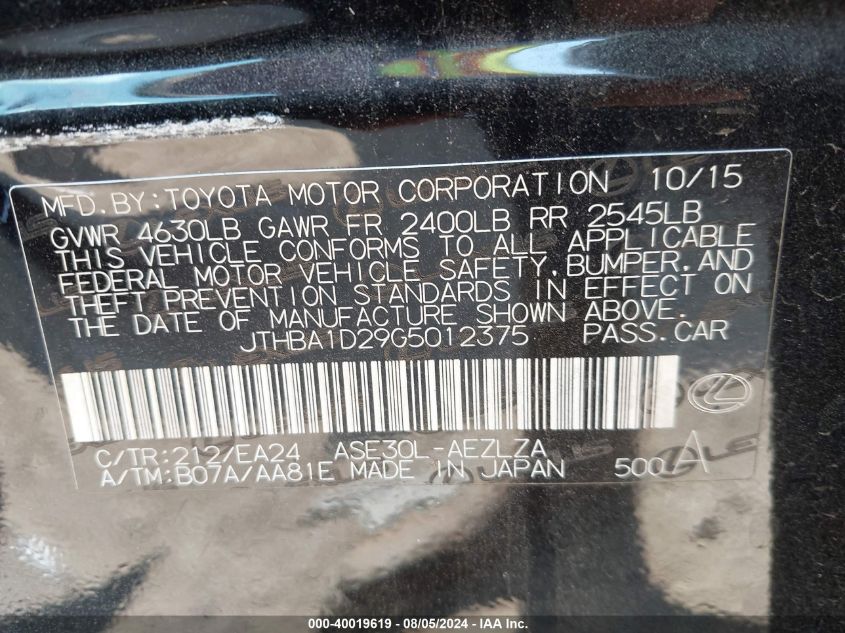 MFD. BY: TOYOTA MOTOR CORPORATION 10/15
GVWR 4630LB GAWR FR 2400LB RR 2545LB
THIS VEHICLE CONFORMS TO ALL APPLICABLE
FEDERAL MOTOR VEHICLE SAFETY, BUMPER, AND
THEFT PREVENTION STANDARDS IN EFFECT ON
THE DATE OF MANUFACTURE SHOWN ABOVE.
JTHBA1D29G5012375 PASS. CAR
C/TR: 212/EA24 ASE30L-AEZLZA
A/TM: B07A/AA81E MADE IN JAPAN 500A
000-40019619 - 08/05/2024 - IAA Inc.